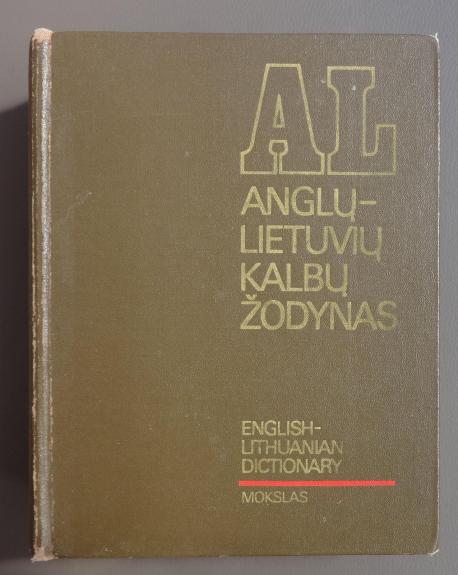 AL
ANGLŲ–
LIETUVIŲ
KALBŲ
ŽODYNAS
ENGLISH–
LITHUANIAN
DICTIONARY
MOKSLAS